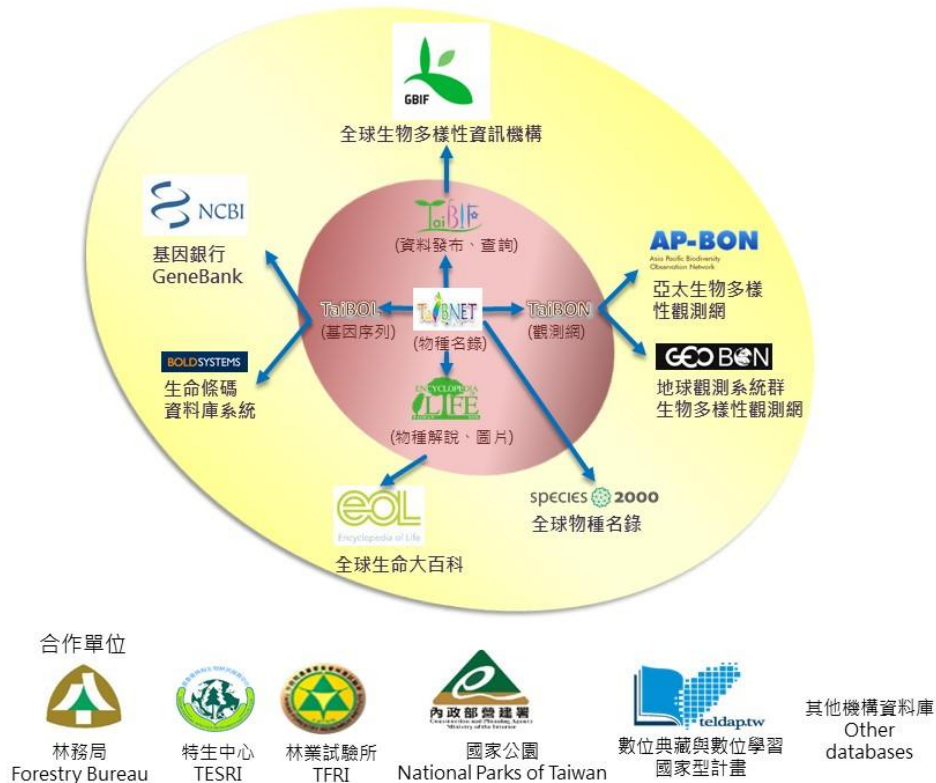 GBIF
全球生物多樣性資訊機構
NCBI
基因銀行
GeneBank
TaiBIF
(資料發布、查詢)
AP-BON
Asia Pacific Biodiversity
Observation Network
亞太生物多樣
性觀測網
TaiBOL
(基因序列)
TaiBNET
(物種名錄)
TaiBON
(觀測網)
BOLDSYSTEMS
生命條碼
資料庫系統
GEO BON
地球觀測系統群
生物多樣性觀測網
ENCYCLOPEDIA
LIFE
(物種解說、圖片)
eOL
Encyclopedia of Life
全球生命大百科
SPECIES 2000
全球物種名錄
合作單位
林務局
Forestry Bureau
特生中心
TESRI
林業試驗所
TFRI
內政部營建署
Construction and Planning Agency
Ministry of the Interior
國家公園
National Parks of Taiwan
teldap.tw
數位典藏與數位學習
國家型計畫
其他機構資料庫
Other
databases